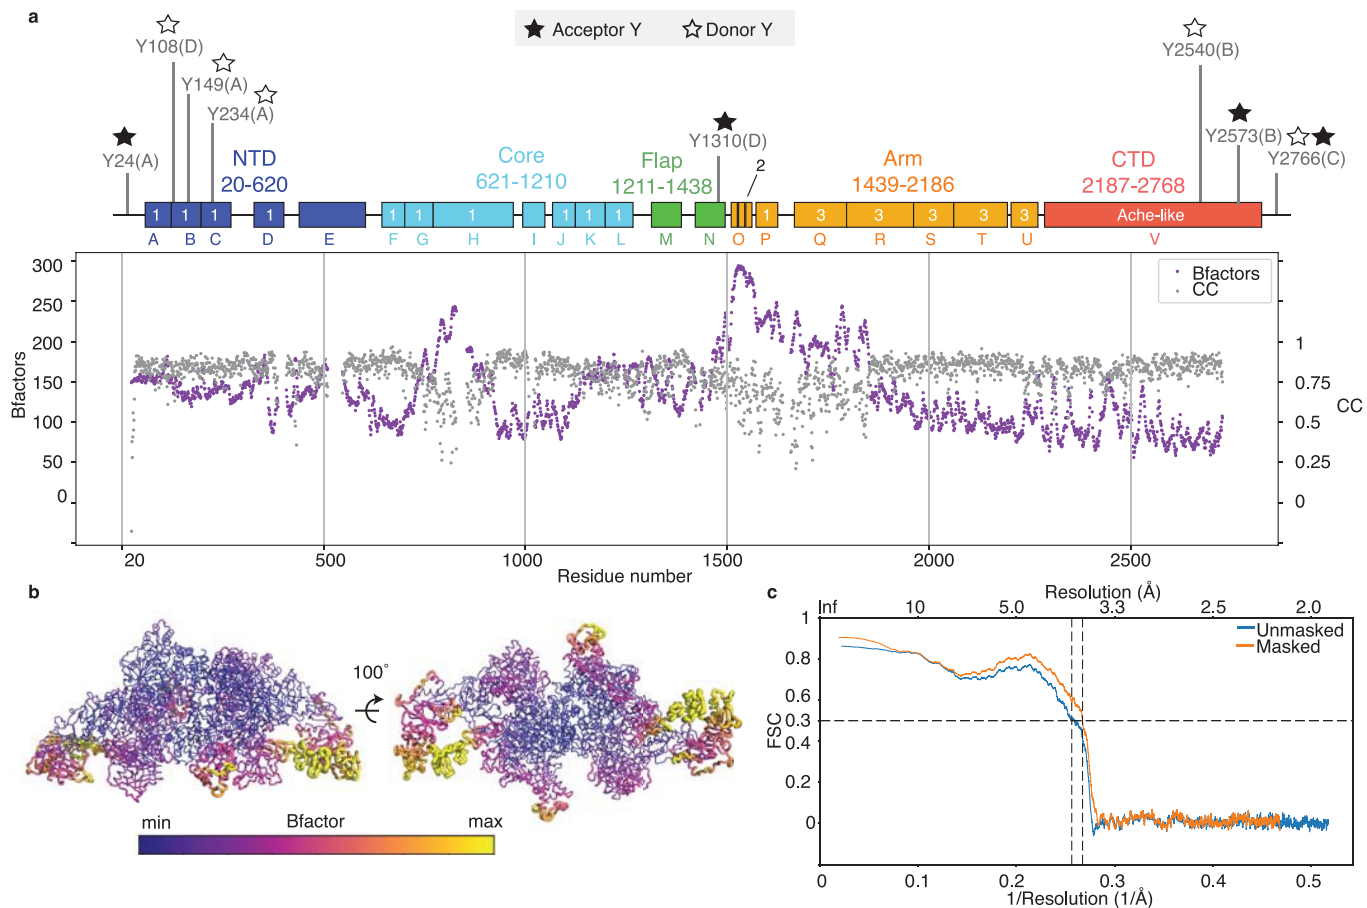 a
Acceptor Y
Donor Y
Y108(D)
Y149(A)
Y234(A)
Y24(A)
Y1310(D)
Y2540(B)
Y2573(B)
Y2766(C)
NTD
20-620
Core
621-1210
Flap
1211-1438
2
Arm
1439-2186
CTD
2187-2768
1 1 1 1 1 1 1 1 1 1 1 3 3 3 3 3 Ache-like
A B C D E F G H I J K L M N O P Q R S T U V
Bfactors
CC
300
250
200
150
100
50
0
Bfactors
1
0.75
0.5
0.25
0
CC
20 500 1000 1500 2000 2500
Residue number
b
100°
min Bfactor max
c
Resolution (Å)
Inf 10 5.0 3.3 2.5 2.0
Unmasked
Masked
1
0.8
0.6
0.3
0.4
0.2
0
FSC
0 0.1 0.2 0.3 0.4 0.5
1/Resolution (1/Å)